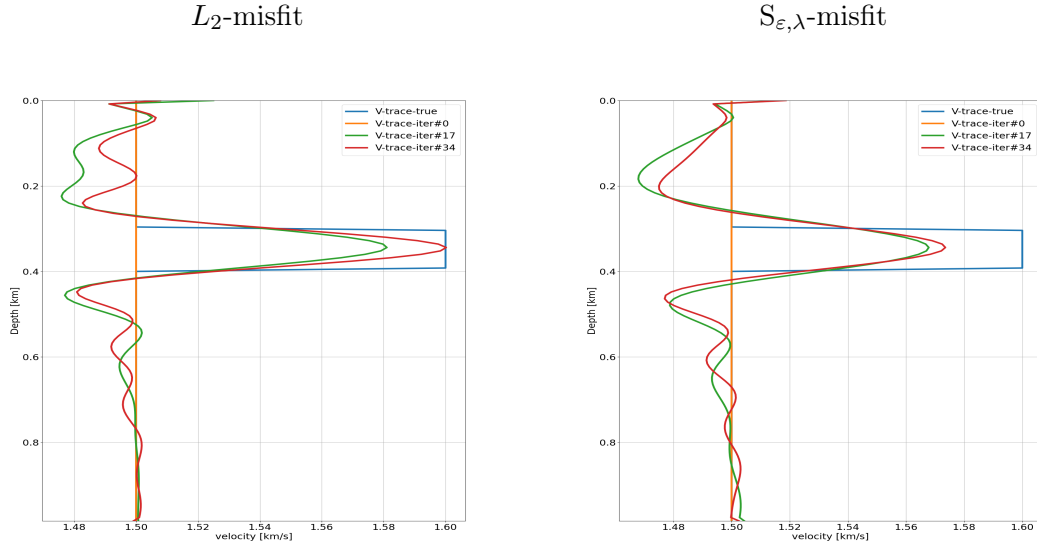 L₂-misfit
S_{ε,λ}-misfit
V-trace-true
V-trace-iter#0
V-trace-iter#17
V-trace-iter#34
0.0
0.2
0.4
0.6
0.8
Depth [km]
1.48 1.50 1.52 1.54 1.56 1.58 1.60
velocity [km/s]
V-trace-true
V-trace-iter#0
V-trace-iter#17
V-trace-iter#34
0.0
0.2
0.4
0.6
0.8
Depth [km]
1.48 1.50 1.52 1.54 1.56 1.58 1.60
velocity [km/s]